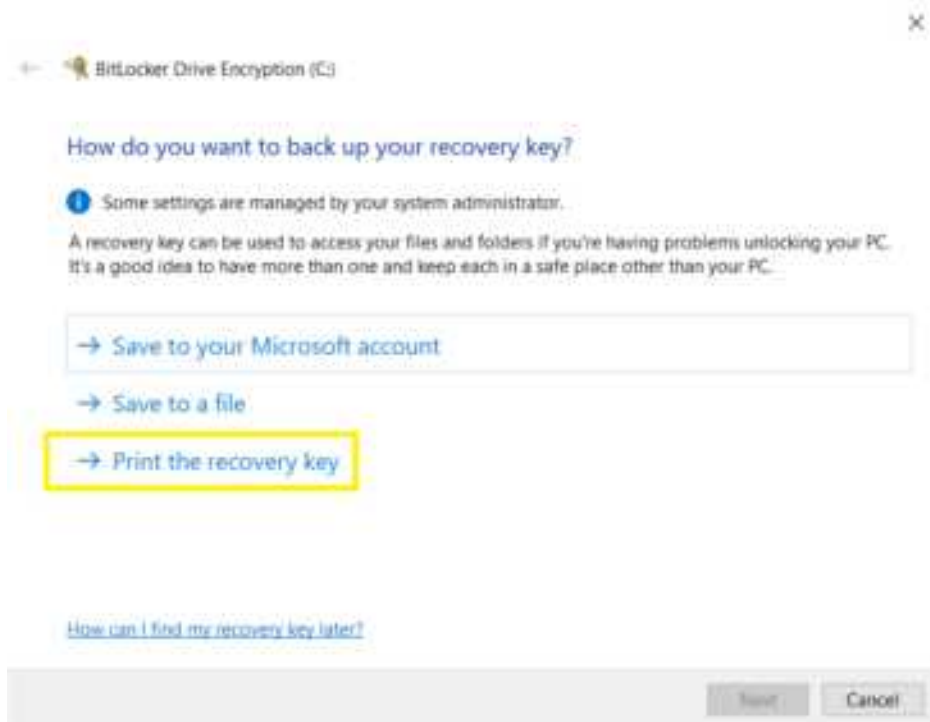 BitLocker Drive Encryption (C:)
How do you want to back up your recovery key?
Some settings are managed by your system administrator.
A recovery key can be used to access your files and folders if you're having problems unlocking your PC.
It's a good idea to have more than one and keep each in a safe place other than your PC.
→ Save to your Microsoft account
→ Save to a file
→ Print the recovery key
How can I find my recovery key later?
Next Cancel